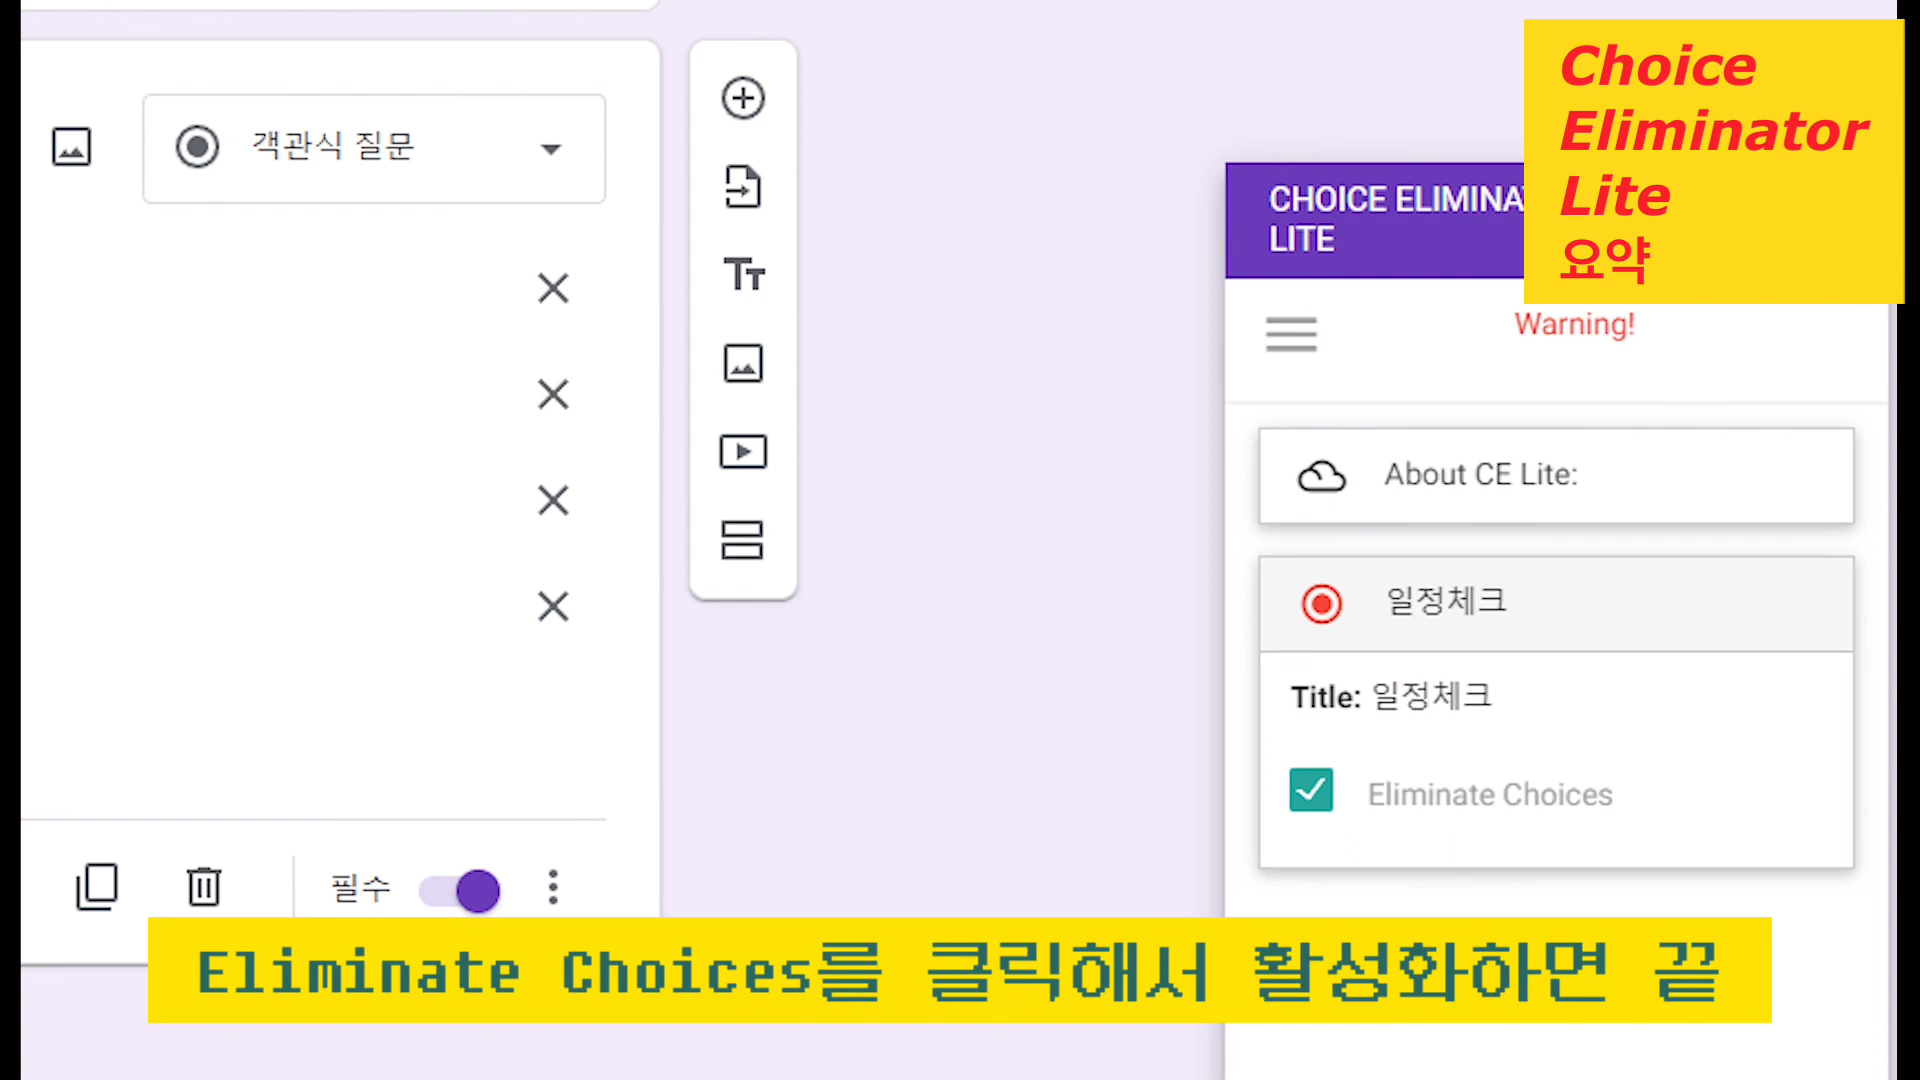 Choice
Eliminator
Lite
요약
객관식 질문
CHOICE ELIMINA
LITE
Warning!
About CE Lite:
일정체크
Title: 일정체크
Eliminate Choices
필수
Eliminate Choices를 클릭해서 활성화하면 끝